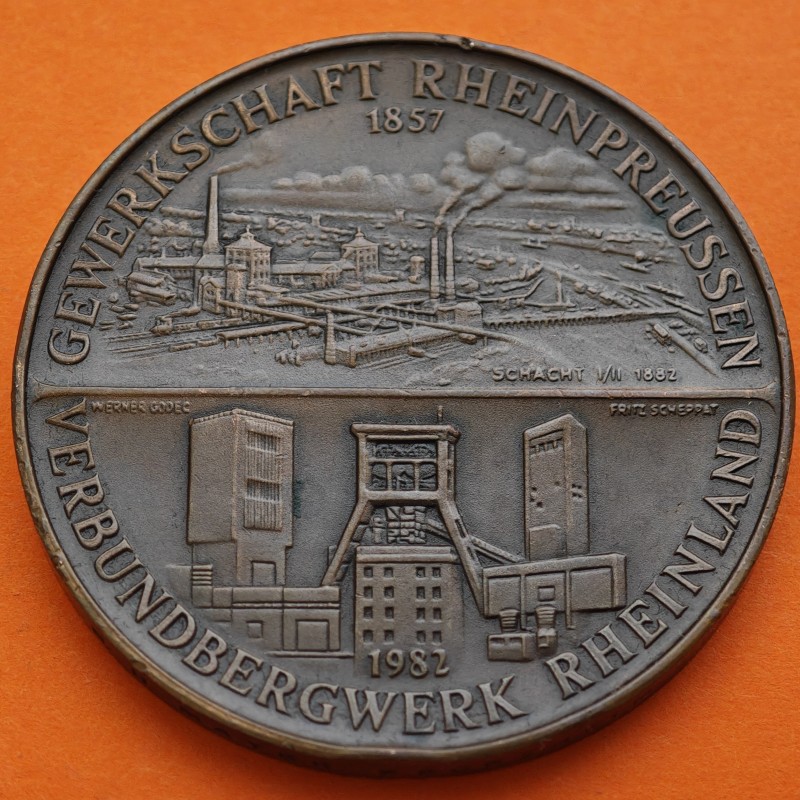 GEWERKSCHAFT RHEINPREUSSEN
1857
SCHACHT I/II 1882
WERNER GODEC
FRITZ SCHEPPAT
1982
VERBUNDBERGWERK RHEINLAND